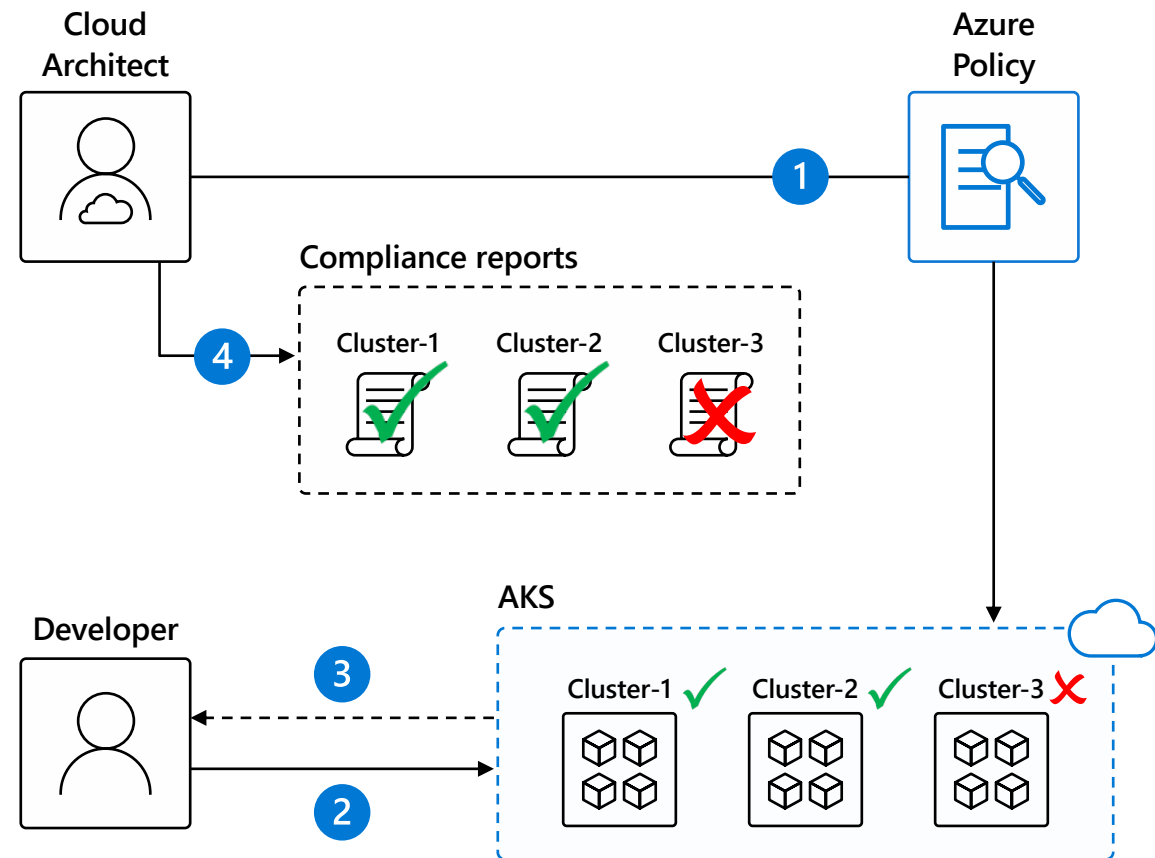 Cloud
Architect
Azure
Policy
1
Compliance reports
4
Cluster-1
Cluster-2
Cluster-3
AKS
Developer
3
Cluster-1
Cluster-2
Cluster-3
2